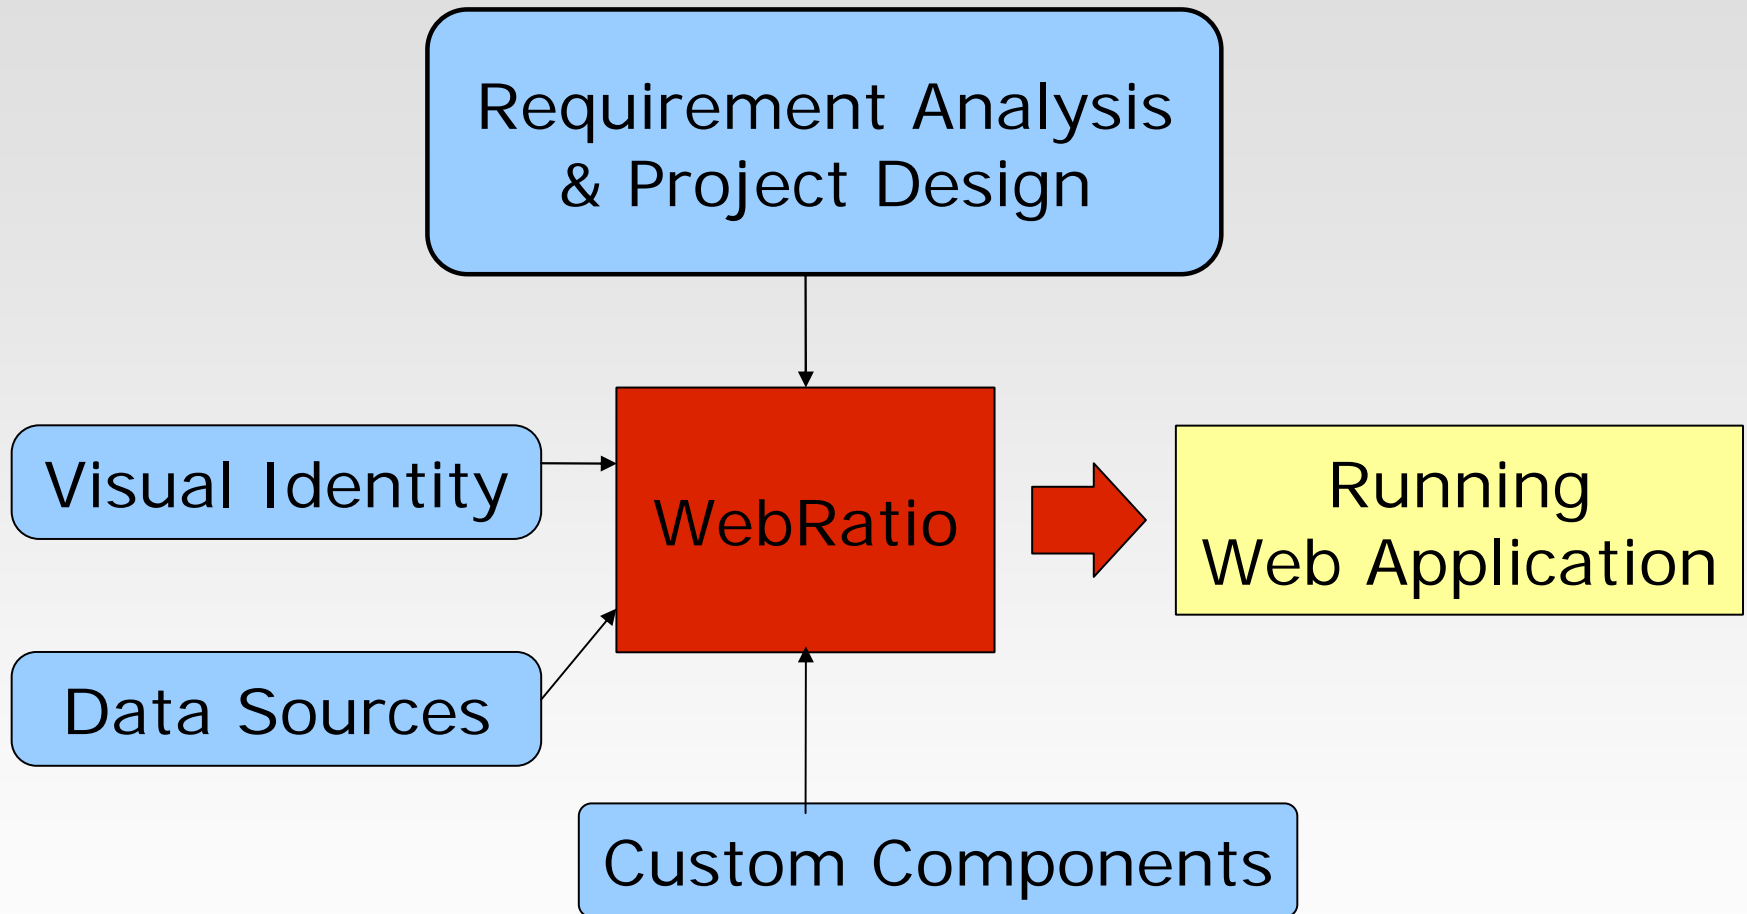 Requirement Analysis
& Project Design
Visual Identity
WebRatio
Running
Web Application
Data Sources
Custom Components